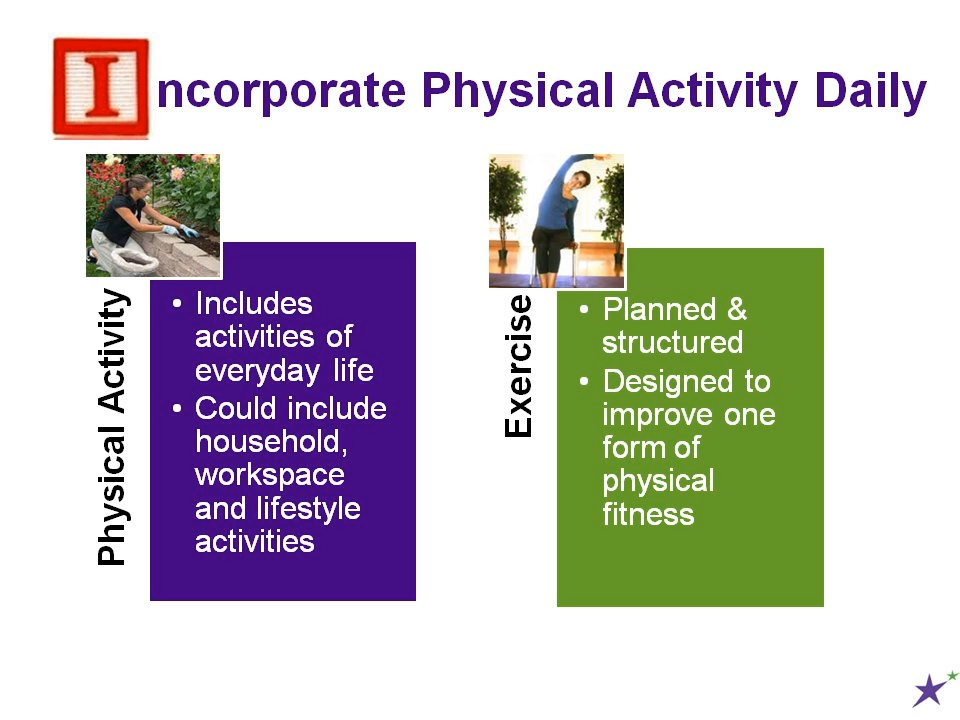 Incorporate Physical Activity Daily
Physical Activity
• Includes
activities of
everyday life
• Could include
household,
workspace
and lifestyle
activities
Exercise
• Planned &
structured
• Designed to
improve one
form of
physical
fitness